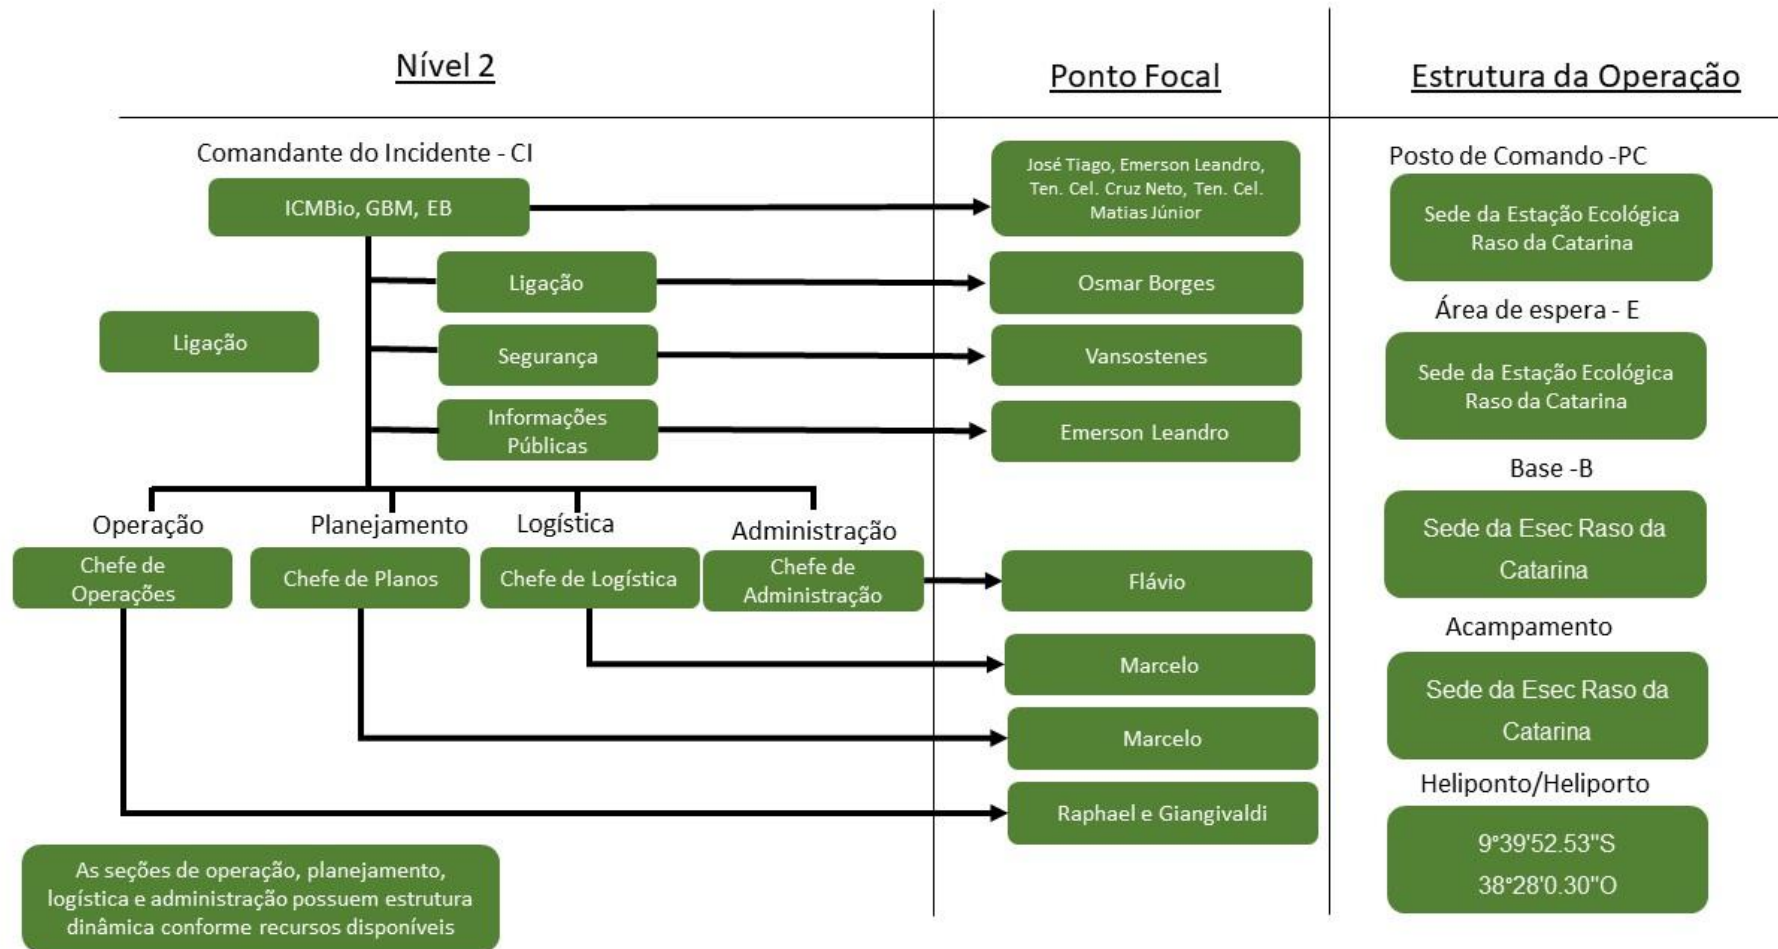 Nível 2
Ponto Focal
Estrutura da Operação
Comandante do Incidente - CI
ICMBio, GBM, EB
José Tiago, Emerson Leandro,
Ten. Cel. Cruz Neto, Ten. Cel.
Matias Júnior
Posto de Comando -PC
Sede da Estação Ecológica
Raso da Catarina
Ligação
Osmar Borges
Ligação
Segurança
Vansostenes
Área de espera - E
Sede da Estação Ecológica
Raso da Catarina
Informações
Públicas
Emerson Leandro
Base -B
Sede da Esec Raso da
Catarina
Operação
Chefe de
Operações
Planejamento
Chefe de Planos
Logística
Chefe de Logística
Administração
Chefe de
Administração
Flávio
Marcelo
Marcelo
Raphael e Giangivaldi
Acampamento
Sede da Esec Raso da
Catarina
Heliponto/Heliporto
9°39'52.53"S
38°28'0.30"O
As seções de operação, planejamento,
logística e administração possuem estrutura
dinâmica conforme recursos disponíveis